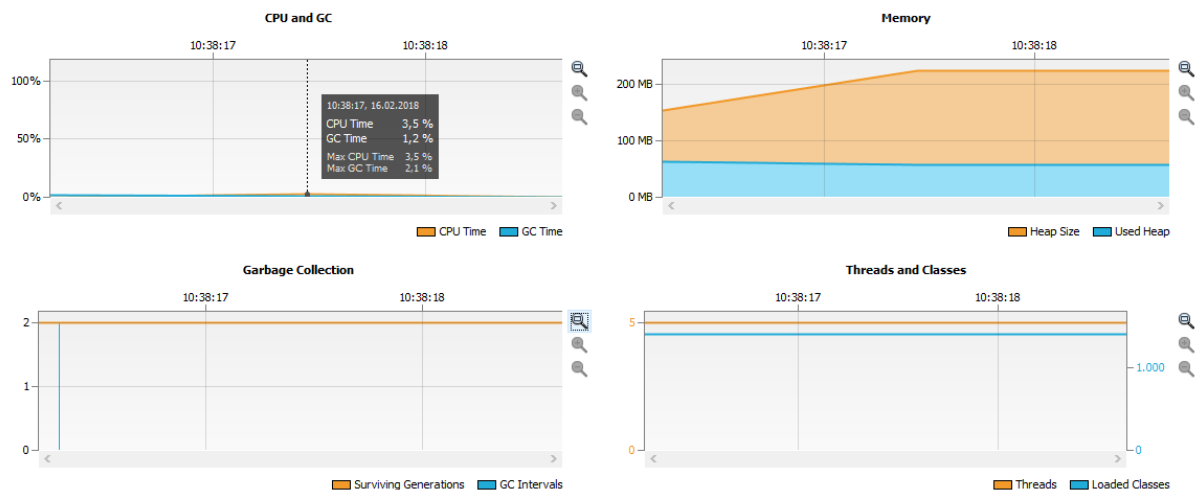 CPU and GC
10:38:17 10:38:18
100%
50%
0%
10:38:17, 16.02.2018
CPU Time 3,5 %
GC Time 1,2 %
Max CPU Time 3,5 %
Max GC Time 2,1 %
CPU Time GC Time
Memory
10:38:17 10:38:18
200 MB
100 MB
0 MB
Heap Size Used Heap
Garbage Collection
10:38:17 10:38:18
2
1
0
Surviving Generations GC Intervals
Threads and Classes
10:38:17 10:38:18
5
1.000
0 0
Threads Loaded Classes